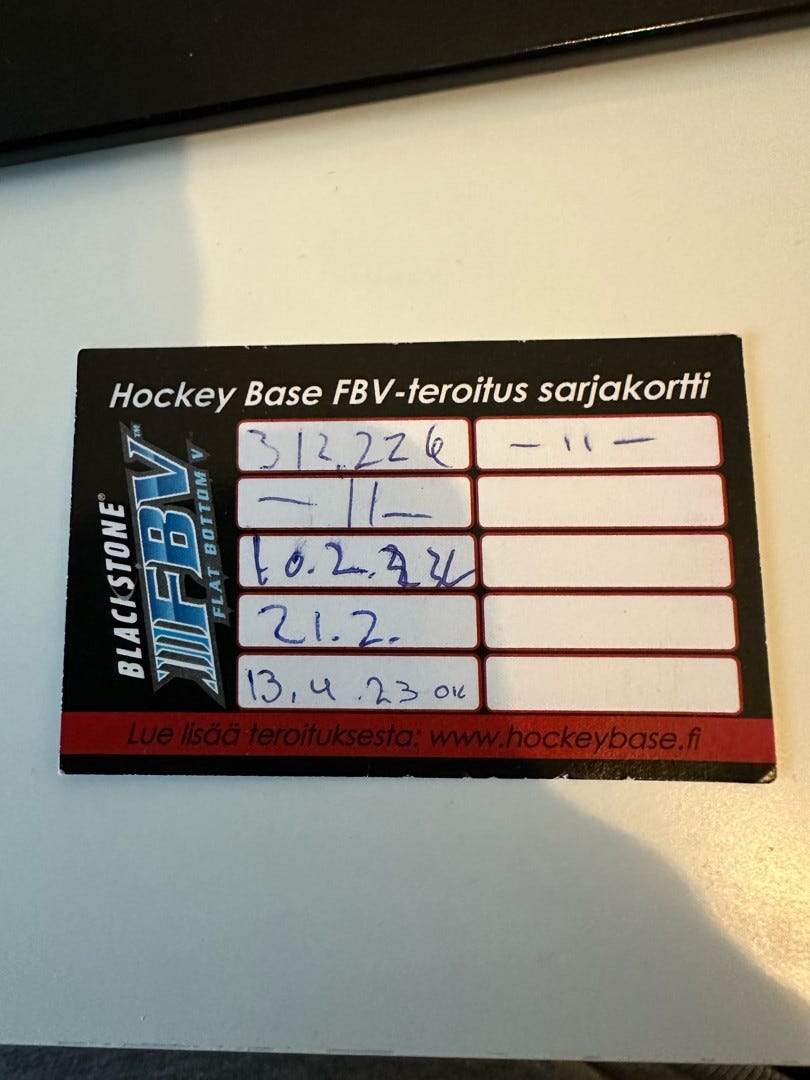 Hockey Base FBV-teroitus sarjakortti
BLACKSTONE®
FBV™
FLAT BOTTOM V
— 11 —
— 11 —
21.2.
13.4.23 OK
Lue lisää teroituksesta: www.hockeybase.fi